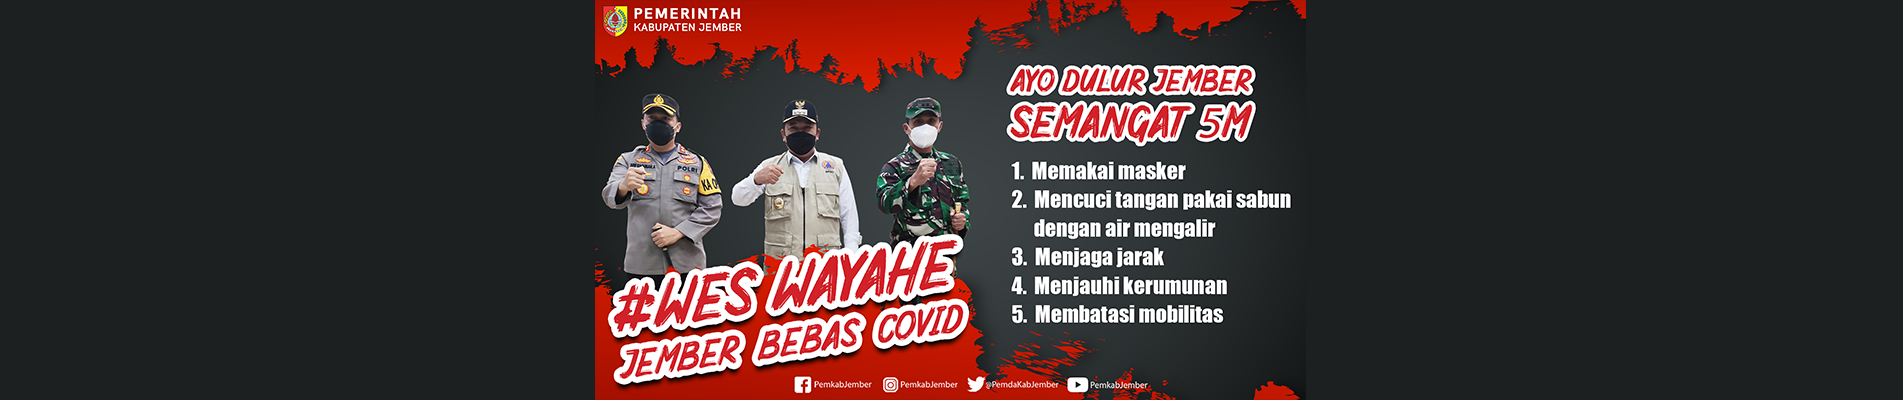 PEMERINTAH
KABUPATEN JEMBER
AYO DULUR JEMBER
SEMANGAT 5M
1. Memakai masker
2. Mencuci tangan pakai sabun
dengan air mengalir
3. Menjaga jarak
4. Menjauhi kerumunan
5. Membatasi mobilitas
POLRI
#WES WAYAHE
JEMBER BEBAS COVID
PemkabJember
PemkabJember
@PemdaKabJember
PemkabJember